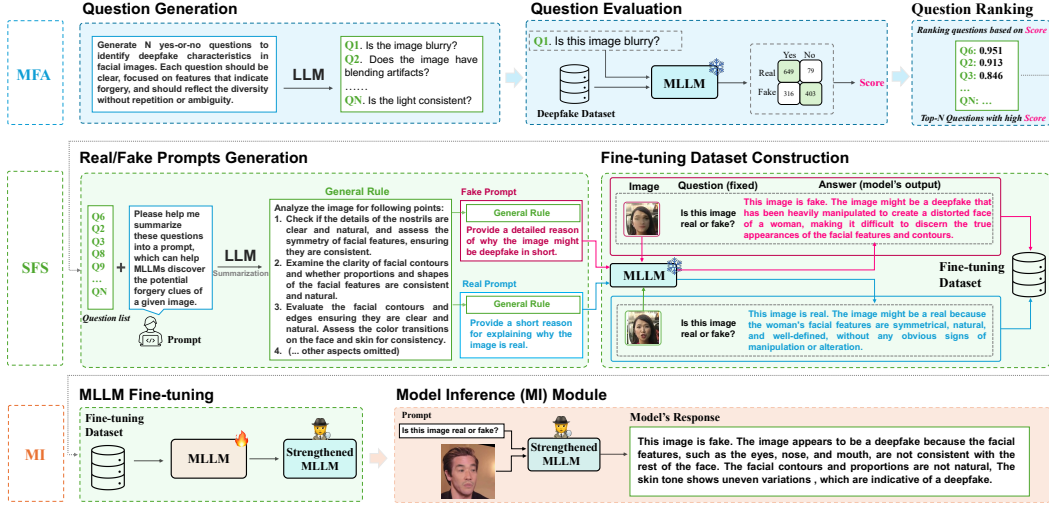 Question Generation
Question Evaluation
Question Ranking
MFA
Generate N yes-or-no questions to
identify deepfake characteristics in
facial images. Each question should be
clear, focused on features that indicate
forgery, and should reflect the diversity
without repetition or ambiguity.
LLM
Q1. Is the image blurry?
Q2. Does the image have
blending artifacts?
......
QN. Is the light consistent?
Q1. Is this image blurry?
Deepfake Dataset
MLLM
Yes No
Real 649 79
Fake 316 403
Score
Ranking questions based on Score
Q6: 0.951
Q2: 0.913
Q3: 0.846
...
QN: ...
Top-N Questions with high Score
SFS
Real/Fake Prompts Generation
Q6
Q2
Q3
Q8
Q9
...
QN
Question list
+
Please help me
summarize
these questions
into a prompt,
which can help
MLLMs discover
the potential
forgery clues of
a given image.
Prompt
LLM
Summarization
General Rule
Analyze the image for following points:
1. Check if the details of the nostrils are
clear and natural, and assess the
symmetry of facial features, ensuring
they are consistent.
2. Examine the clarity of facial contours
and whether proportions and shapes
of the facial features are consistent
and natural.
3. Evaluate the facial contours and
edges ensuring they are clear and
natural. Assess the color transitions
on the face and skin for consistency.
4. (... other aspects omitted)
Fake Prompt
General Rule
Provide a detailed reason
of why the image might
be deepfake in short.
Real Prompt
General Rule
Provide a short reason
for explaining why the
image is real.
Fine-tuning Dataset Construction
Image
Question (fixed)
Answer (model's output)
Is this image
real or fake?
This image is fake. The image might be a deepfake that
has been heavily manipulated to create a distorted face
of a woman, making it difficult to discern the true
appearances of the facial features and contours.
MLLM
Fine-tuning
Dataset
Is this image
real or fake?
This image is real. The image might be a real because
the woman's facial features are symmetrical, natural,
and well-defined, without any obvious signs of
manipulation or alteration.
MI
MLLM Fine-tuning
Fine-tuning
Dataset
MLLM
Strengthened
MLLM
Model Inference (MI) Module
Prompt
Is this image real or fake?
Strengthened
MLLM
Model's Response
This image is fake. The image appears to be a deepfake because the facial
features, such as the eyes, nose, and mouth, are not consistent with the
rest of the face. The facial contours and proportions are not natural, The
skin tone shows uneven variations , which are indicative of a deepfake.